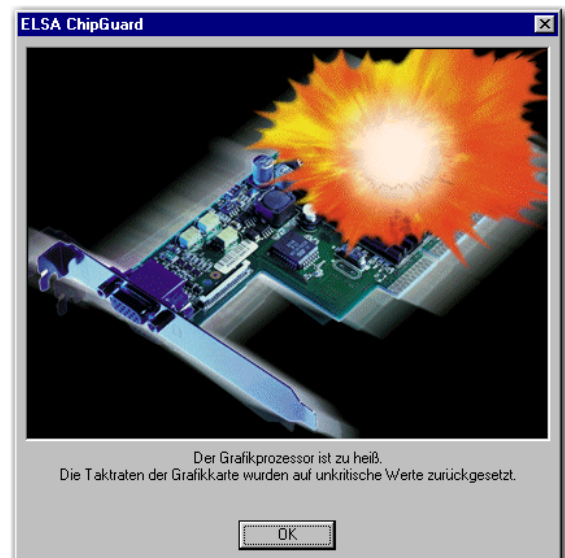 ELSA ChipGuard
Der Grafikprozessor ist zu heiß.
Die Taktraten der Grafikkarte wurden auf unkritische Werte zurückgesetzt.
OK